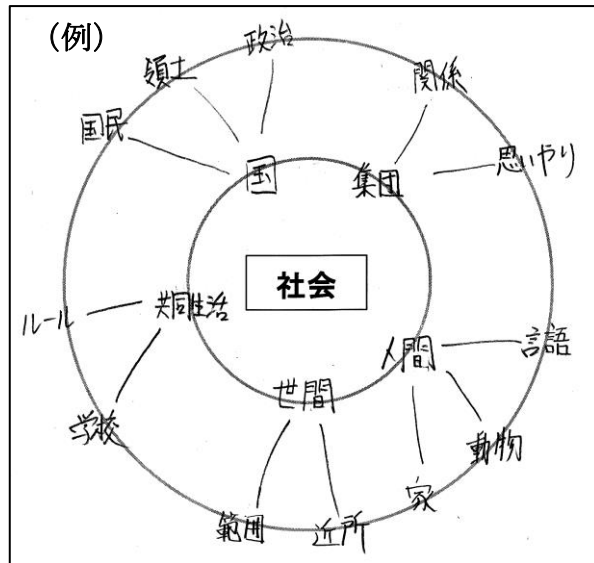 (例)
政治
領土
国民
国
関係
思いやり
集団
社会
ルール
共同生活
学校
世間
範囲
近所
人間
言語
動物
家